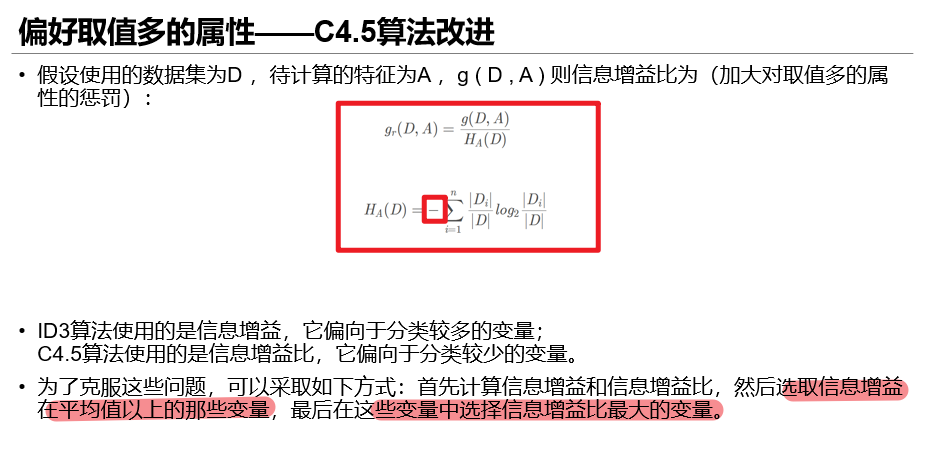 偏好取值多的属性——C4.5算法改进
• 假设使用的数据集为D ，待计算的特征为A ，g ( D , A ) 则信息增益比为（加大对取值多的属
性的惩罚）:
g_r(D, A) = \frac{g(D, A)}{H_A(D)}
H_A(D) = - \sum_{i=1}^{n} \frac{|D_i|}{|D|} log_2 \frac{|D_i|}{|D|}
• ID3算法使用的是信息增益，它偏向于分类较多的变量；
C4.5算法使用的是信息增益比，它偏向于分类较少的变量。
• 为了克服这些问题，可以采取如下方式：首先计算信息增益和信息增益比，然后选取信息增益
在平均值以上的那些变量，最后在这些变量中选择信息增益比最大的变量。